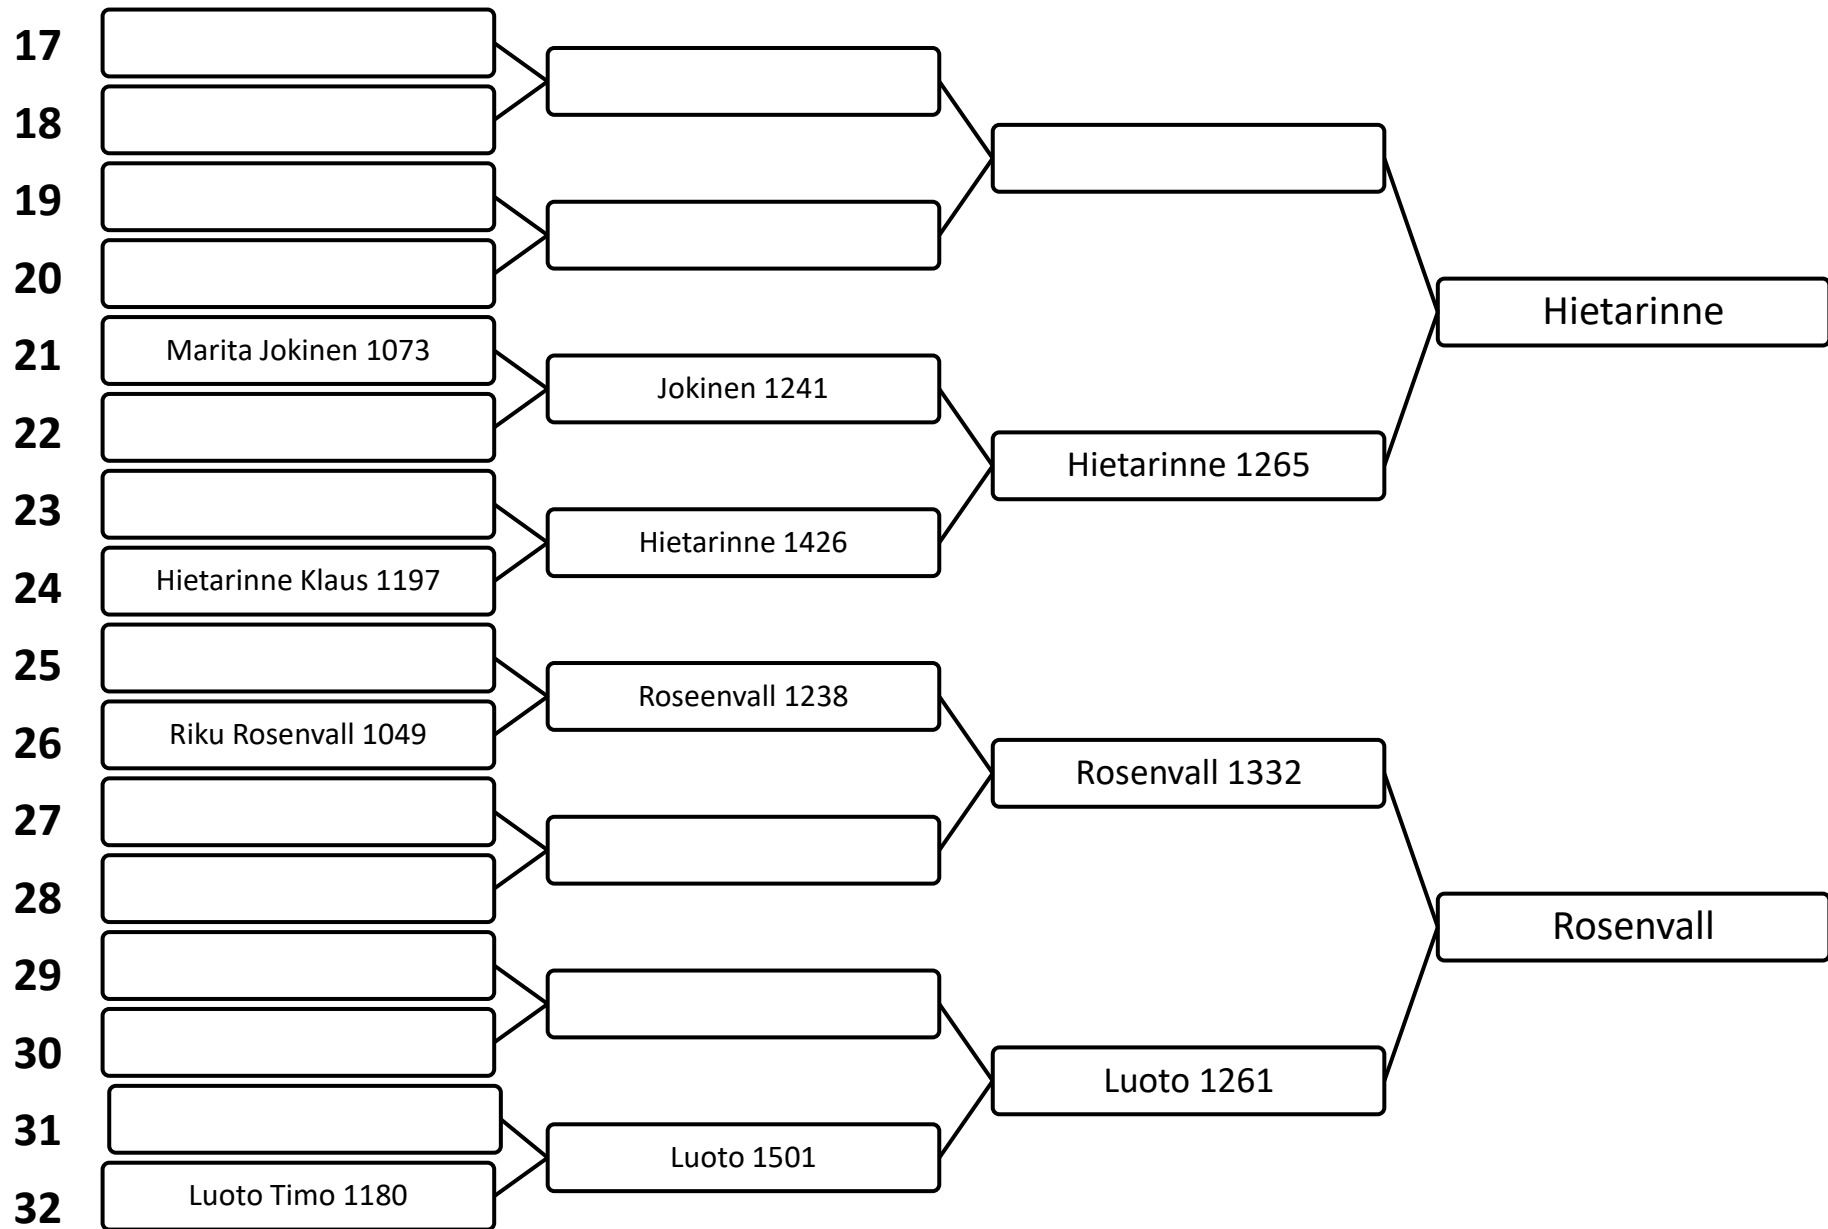 17
18
19
20
21 Marita Jokinen 1073
22
23
24 Hietarinne Klaus 1197
25
26 Riku Rosenvall 1049
27
28
29
30
31
32 Luoto Timo 1180
Jokinen 1241
Hietarinne 1426
Roseenvall 1238
Luoto 1501
Hietarinne 1265
Rosenvall 1332
Luoto 1261
Hietarinne
Rosenvall